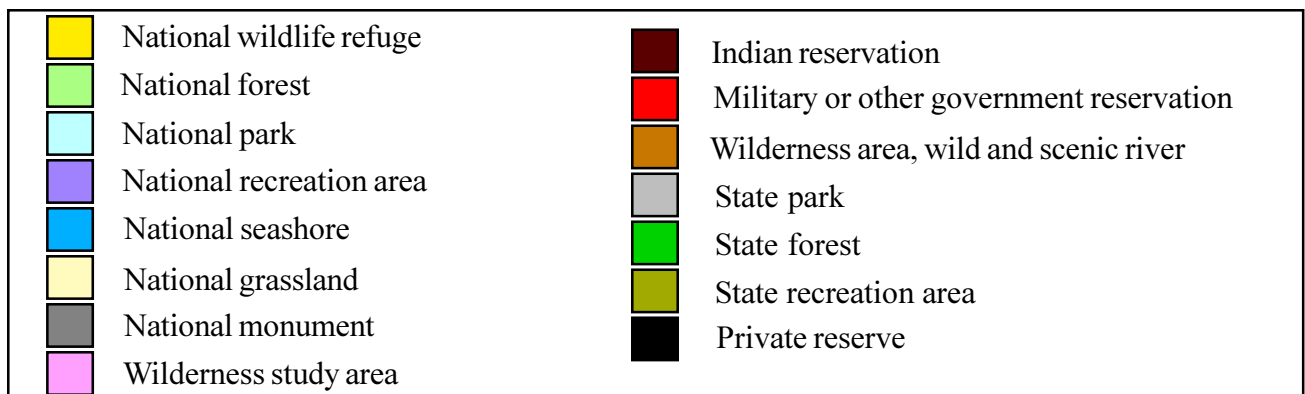 National wildlife refuge
National forest
National park
National recreation area
National seashore
National grassland
National monument
Wilderness study area
Indian reservation
Military or other government reservation
Wilderness area, wild and scenic river
State park
State forest
State recreation area
Private reserve